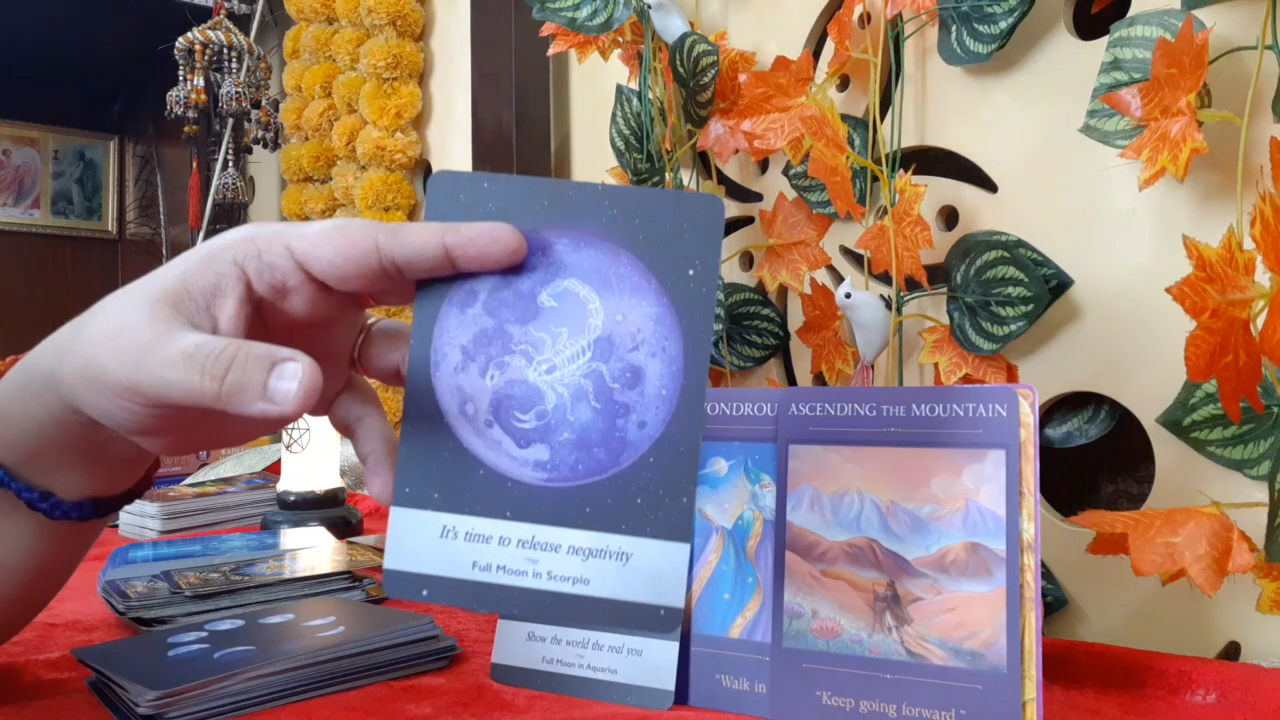 It's time to release negativity
Full Moon in Scorpio
Show the world the real you
Full Moon in Aquarius
ONDROU
"Walk in
ASCENDING THE MOUNTAIN
"Keep going forward."